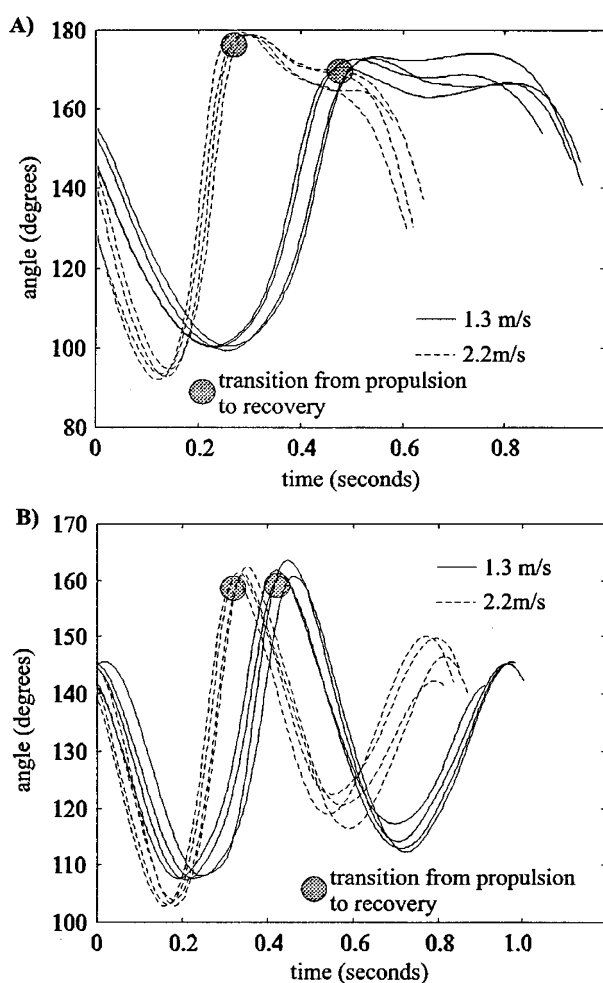 A)
180
160
140
120
100
80
angle (degrees)
1.3 m/s
2.2m/s
transition from propulsion
to recovery
0
0.2
0.4
0.6
0.8
time (seconds)
B)
170
160
150
140
130
120
110
100
angle (degrees)
1.3 m/s
2.2m/s
transition from propulsion
to recovery
0
0.2
0.4
0.6
0.8
1.0
time (seconds)